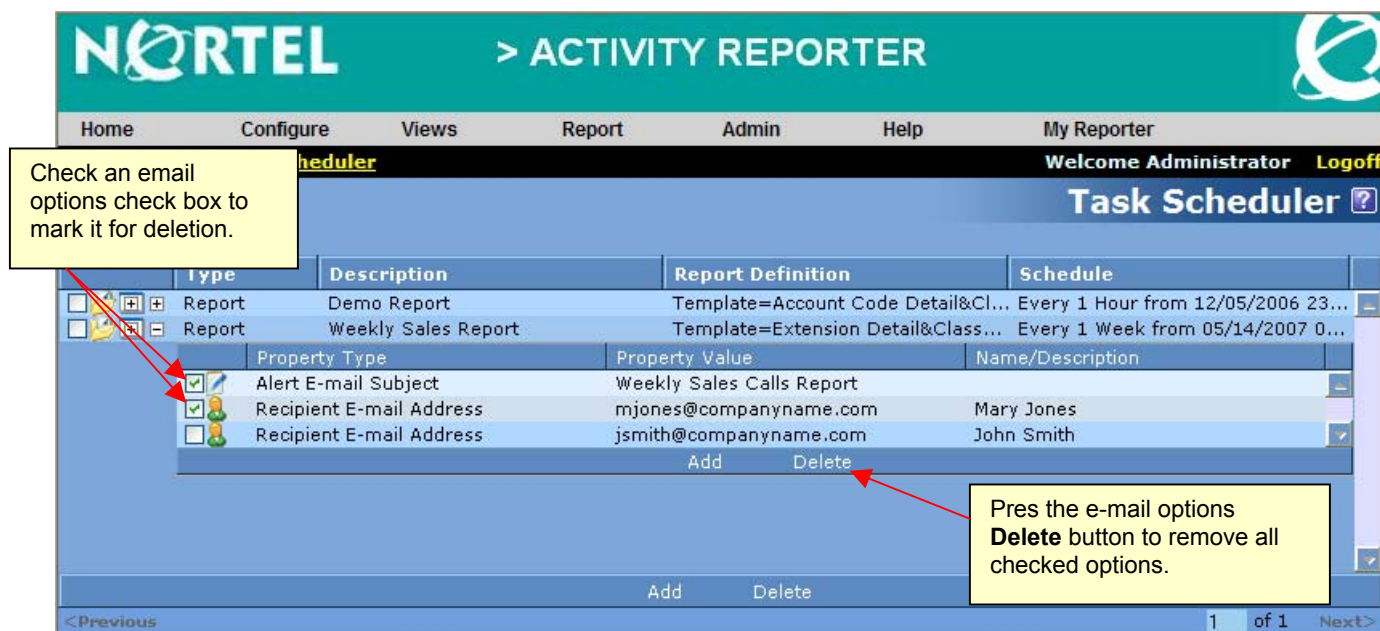 NORTEL > ACTIVITY REPORTER
Home Configure Views Report Admin Help My Reporter
heduler Welcome Administrator Logoff
Check an email
options check box to
mark it for deletion.
Task Scheduler ?
Type Description Report Definition Schedule
Report Demo Report Template=Account Code Detail&Cl... Every 1 Hour from 12/05/2006 23...
Report Weekly Sales Report Template=Extension Detail&Class... Every 1 Week from 05/14/2007 0...
Property Type Property Value Name/Description
Alert E-mail Subject Weekly Sales Calls Report
Recipient E-mail Address mjones@companyname.com Mary Jones
Recipient E-mail Address jsmith@companyname.com John Smith
Add Delete
Pres the e-mail options
Delete button to remove all
checked options.
Add Delete
<Previous 1 of 1 Next>